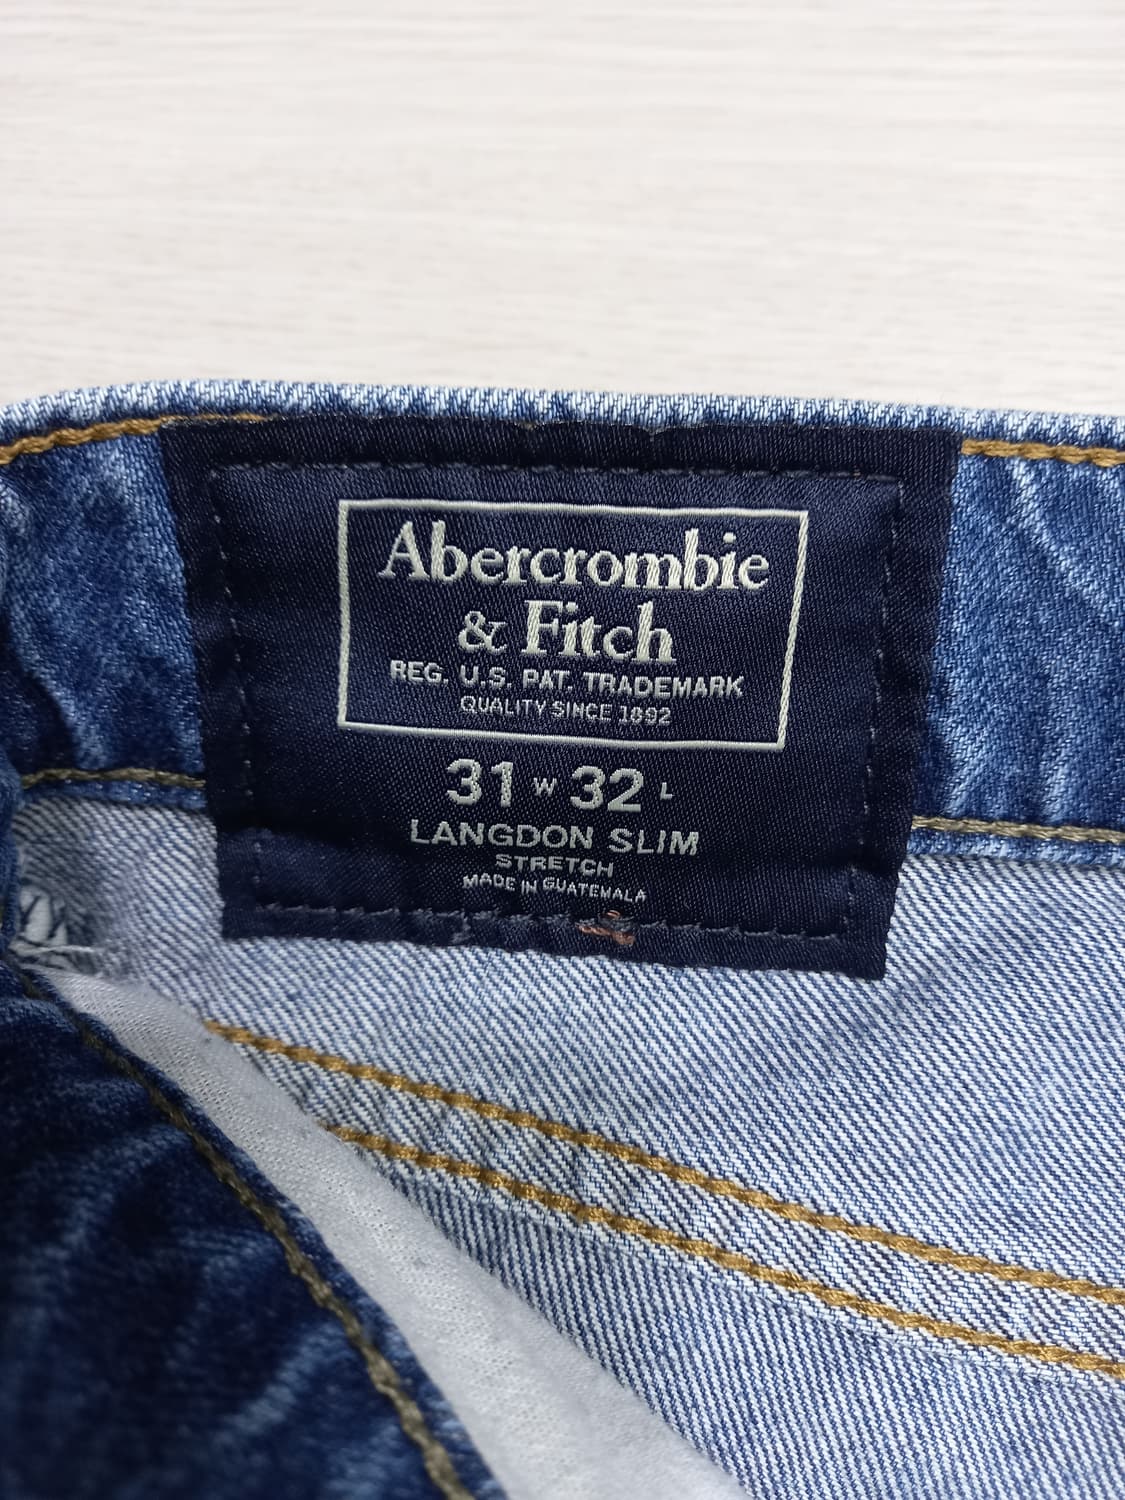 Abercrombie
& Fitch
REG. U.S. PAT. TRADEMARK
QUALITY SINCE 1892
31 W 32 L
LANGDON SLIM
STRETCH
MADE IN GUATEMALA